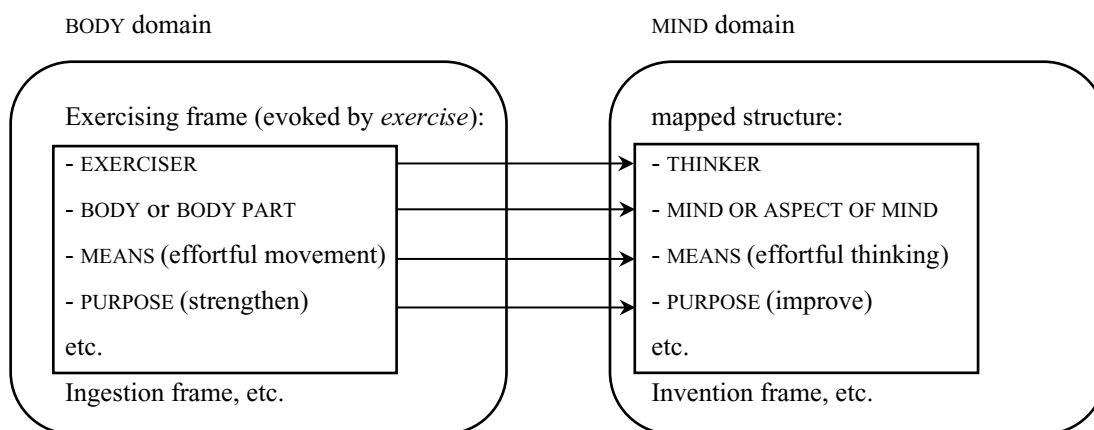 BODY domain
Exercising frame (evoked by exercise):
- EXERCISER
- BODY or BODY PART
- MEANS (effortful movement)
- PURPOSE (strengthen)
etc.
Ingestion frame, etc.
MIND domain
mapped structure:
- THINKER
- MIND OR ASPECT OF MIND
- MEANS (effortful thinking)
- PURPOSE (improve)
etc.
Invention frame, etc.